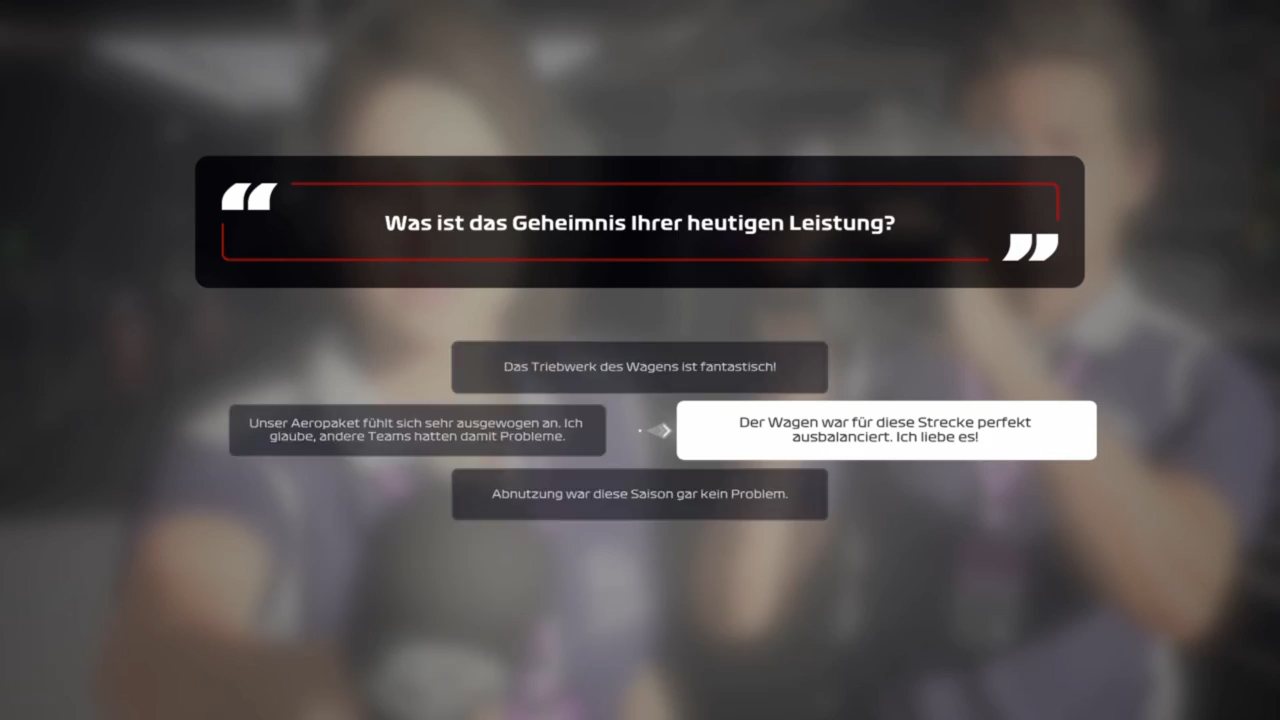 Was ist das Geheimnis Ihrer heutigen Leistung?
Das Triebwerk des Wagens ist fantastisch!
Unser Aeropaket fühlt sich sehr ausgewogen an. Ich
glaube, andere Teams hatten damit Probleme.
Der Wagen war für diese Strecke perfekt
ausbalanciert. Ich liebe es!
Abnutzung war diese Saison gar kein Problem.